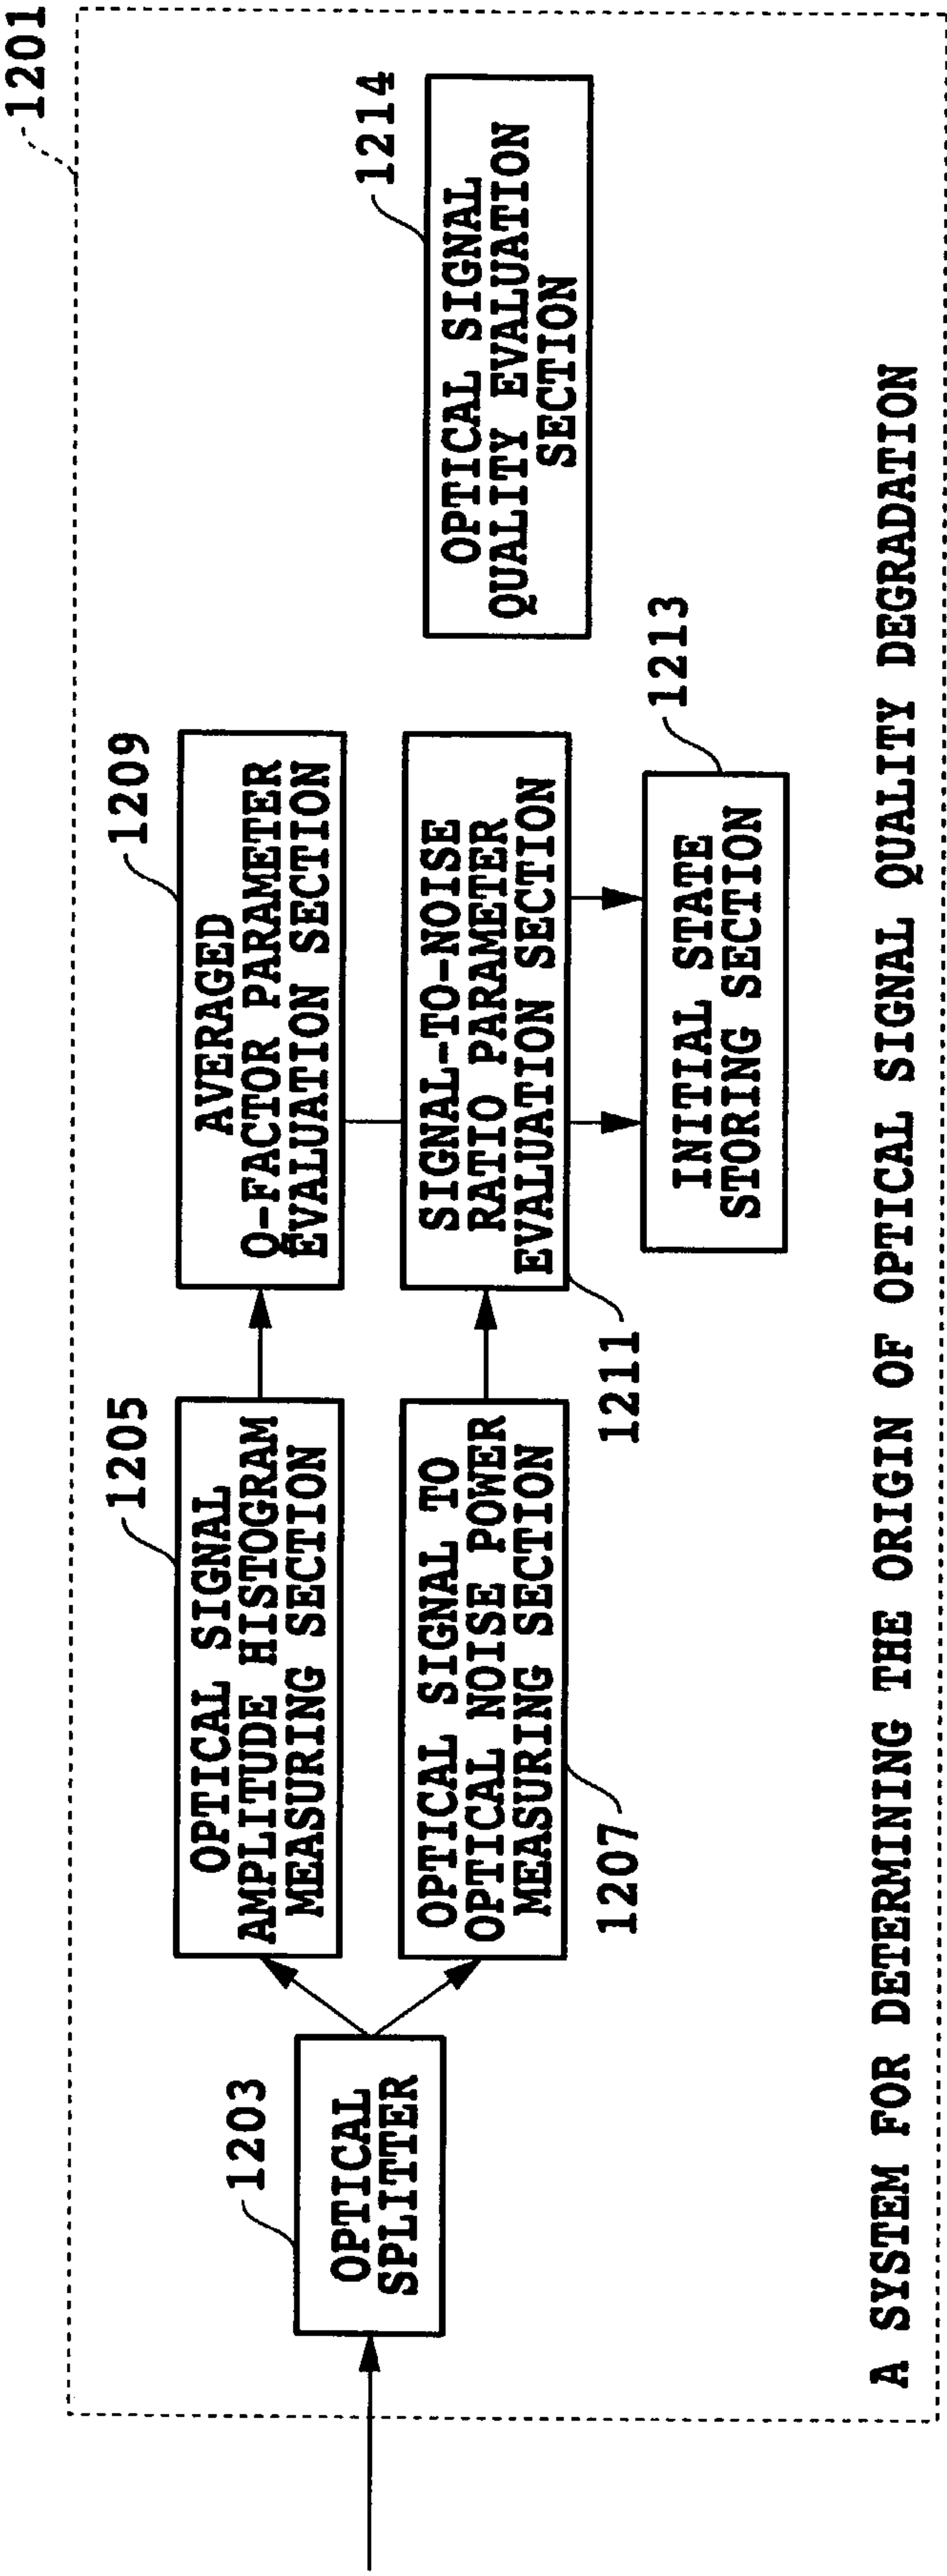 1201
1203
OPTICAL
SPLITTER
1205
OPTICAL SIGNAL
AMPLITUDE HISTOGRAM
MEASURING SECTION
OPTICAL SIGNAL TO
OPTICAL NOISE POWER
MEASURING SECTION
1207
1209
AVERAGED
Q-FACTOR PARAMETER
EVALUATION SECTION
SIGNAL-TO-NOISE
RATIO PARAMETER
EVALUATION SECTION
1211
1213
INITIAL STATE
STORING SECTION
1214
OPTICAL SIGNAL
QUALITY EVALUATION
SECTION
A SYSTEM FOR DETERMINING THE ORIGIN OF OPTICAL SIGNAL QUALITY DEGRADATION